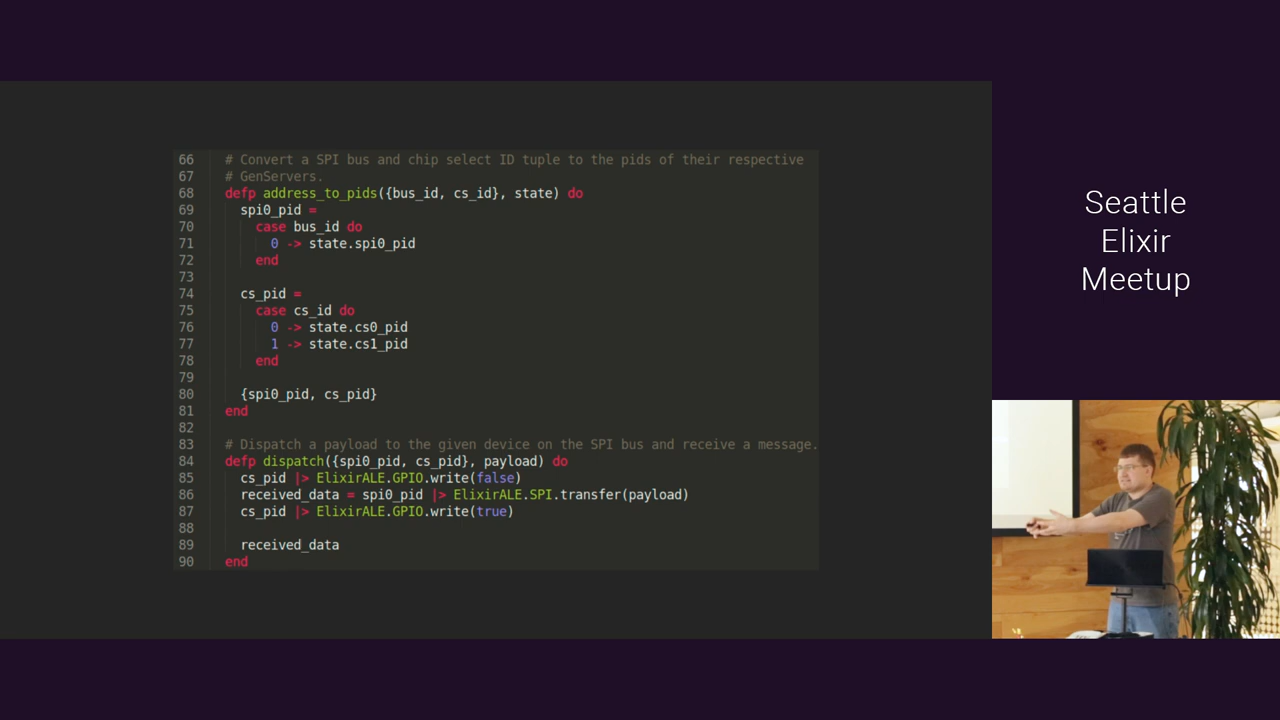 66 # Convert a SPI bus and chip select ID tuple to the pids of their respective
67 # GenServers.
68 defp address_to_pids({bus_id, cs_id}, state) do
69 spi0_pid =
70 case bus_id do
71 0 -> state.spi0_pid
72 end
73
74 cs_pid =
75 case cs_id do
76 0 -> state.cs0_pid
77 1 -> state.cs1_pid
78 end
79
80 {spi0_pid, cs_pid}
81 end
82
83 # Dispatch a payload to the given device on the SPI bus and receive a message.
84 defp dispatch({spi0_pid, cs_pid}, payload) do
85 cs_pid |> ElixirALE.GPIO.write(false)
86 received_data = spi0_pid |> ElixirALE.SPI.transfer(payload)
87 cs_pid |> ElixirALE.GPIO.write(true)
88
89 received_data
90 end
Seattle
Elixir
Meetup